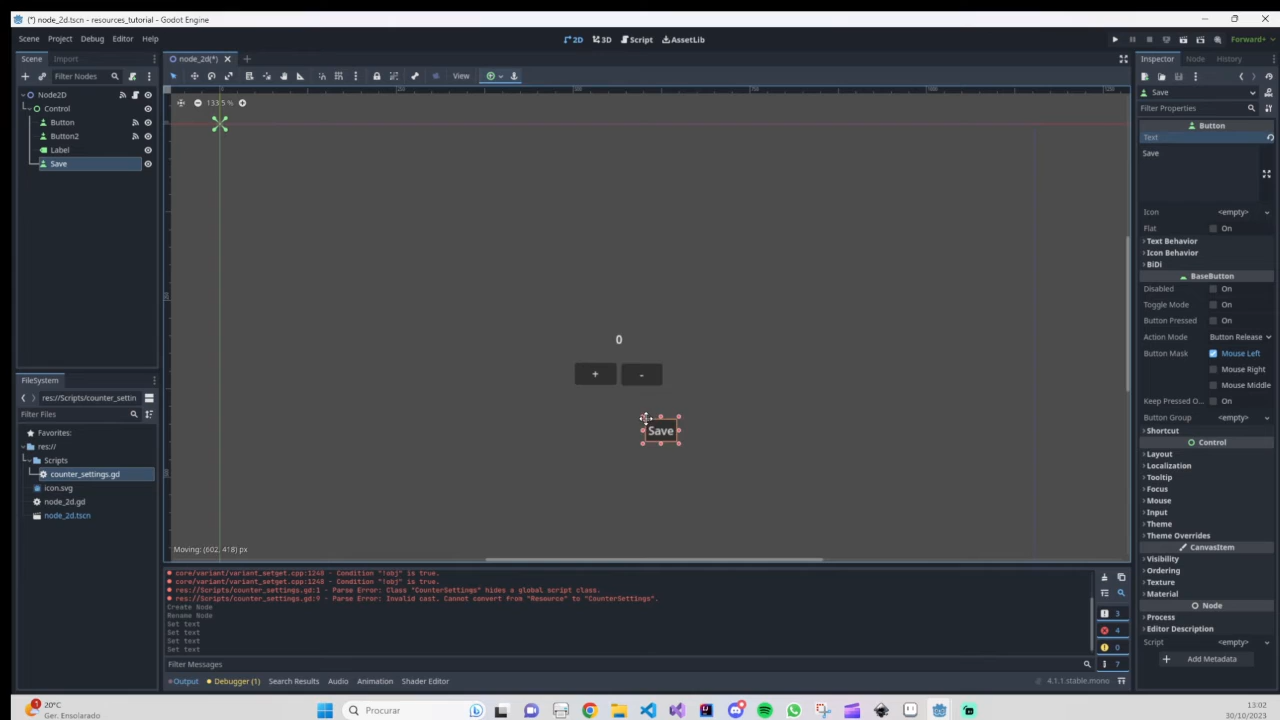 (*) node_2d.tscn - resources_tutorial - Godot Engine
Scene Project Debug Editor Help
2D 3D Script AssetLib
Forward+
Scene Import
node_2d(*)
Inspector Node History
Filter Nodes
View
Node2D
Control
Button
Button2
Label
Save
133.5 %
Save
Filter Properties
Button
Text
Save
Icon <empty>
Flat On
Text Behavior
Icon Behavior
BiDi
BaseButton
Disabled On
Toggle Mode On
Button Pressed On
Action Mode Button Release
Button Mask Mouse Left
Mouse Right
Mouse Middle
Keep Pressed O... On
Button Group <empty>
Shortcut
Control
Layout
Localization
Tooltip
Focus
Mouse
Input
Theme
Theme Overrides
CanvasItem
Visibility
Ordering
Texture
Material
Node
Process
Editor Description
Script <empty>
Add Metadata
0
+ -
Save
Moving: (602, 418) px
FileSystem
res://Scripts/counter_settin
Filter Files
Favorites:
res://
Scripts
counter_settings.gd
icon.svg
node_2d.gd
node_2d.tscn
core/variant/variant_setget.cpp:1248 - Condition "!obj" is true.
core/variant/variant_setget.cpp:1248 - Condition "!obj" is true.
res://Scripts/counter_settings.gd:1 - Parse Error: Class "CounterSettings" hides a global script class.
res://Scripts/counter_settings.gd:9 - Parse Error: Invalid cast. Cannot convert from "Resource" to "CounterSettings".
Create Node
Rename Node
Set text
Set text
Set text
Set text
3
4
0
7
Filter Messages
Output Debugger (1) Search Results Audio Animation Shader Editor
4.1.1.stable.mono
1
20°C
Ger. Ensolarado
Procurar
13:02
30/10/2023